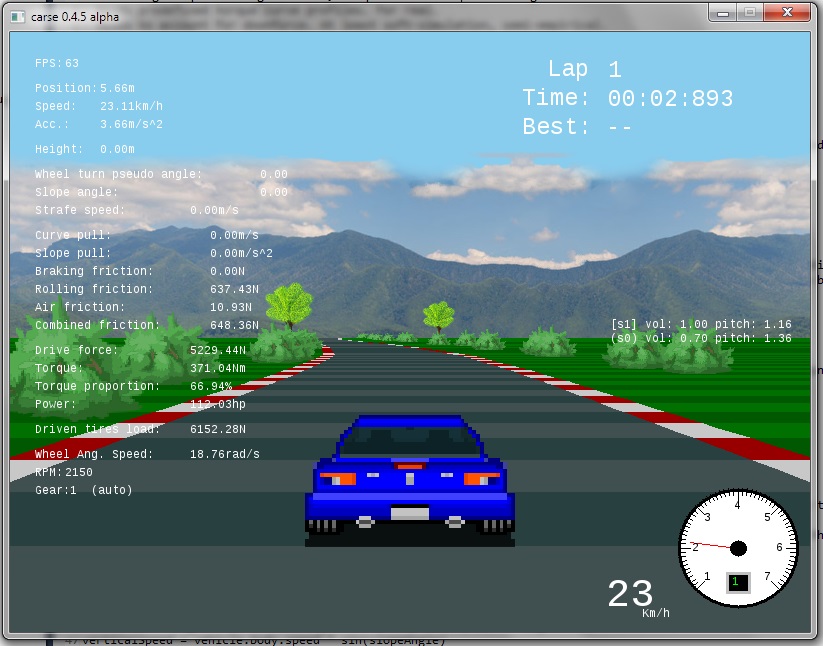 carse 0.4.5 alpha
FPS:63
Position:5.66m
Speed: 23.11km/h
Acc.: 3.66m/s^2
Height: 0.00m
Wheel turn pseudo angle: 0.00
Slope angle: 0.00
Strafe speed: 0.00m/s
Curve pull: 0.00m/s
Slope pull: 0.00m/s^2
Braking friction: 0.00N
Rolling friction: 637.43N
Air friction: 10.93N
Combined friction: 648.36N
Drive force: 5229.44N
Torque: 371.04Nm
Torque proportion: 66.94%
Power: 112.03hp
Driven tires load: 6152.28N
Wheel Ang. Speed: 18.76rad/s
RPM:2150
Gear:1 (auto)
Lap 1
Time: 00:02:893
Best: --
[s1] vol: 1.00 pitch: 1.16
(s0) vol: 0.70 pitch: 1.36
1 2 3 4 5 6 7
1
23
Km/h